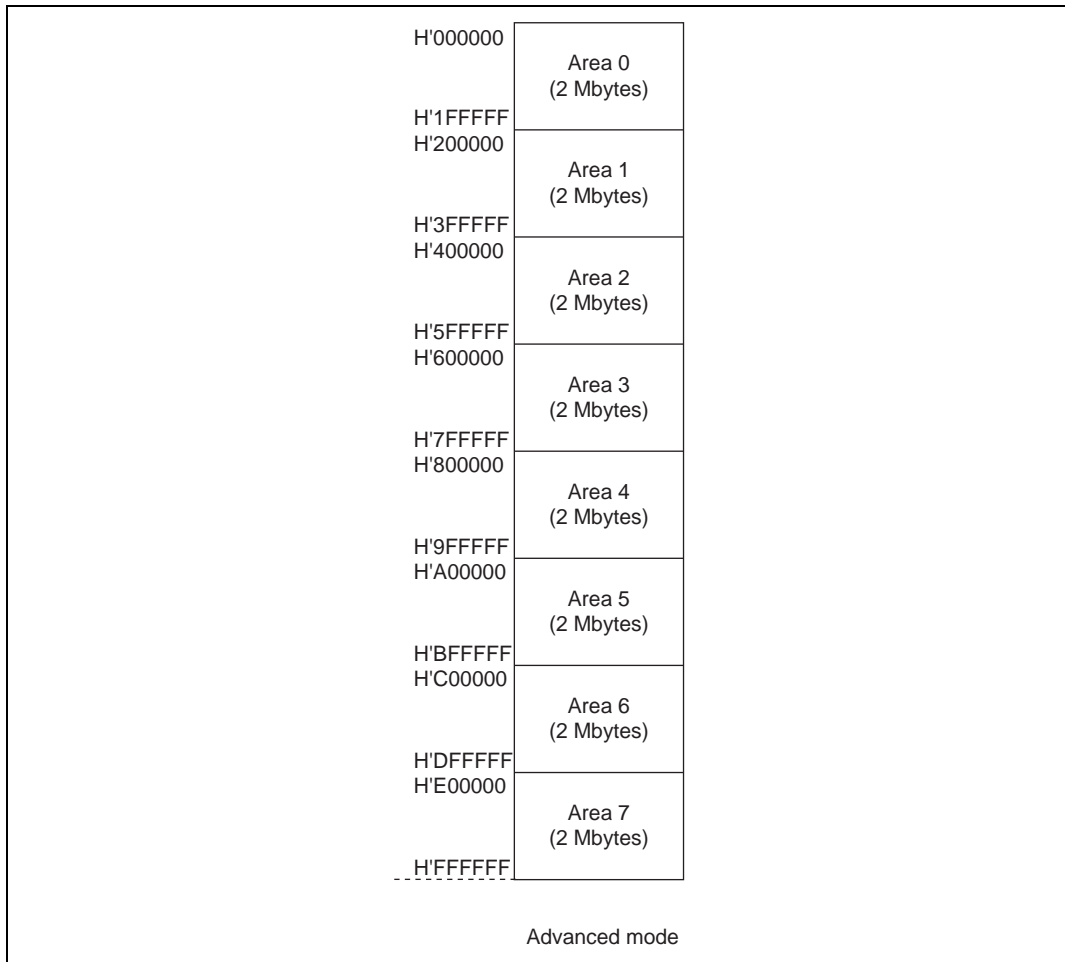 H'000000
Area 0
(2 Mbytes)
H'1FFFFF
H'200000
Area 1
(2 Mbytes)
H'3FFFFF
H'400000
Area 2
(2 Mbytes)
H'5FFFFF
H'600000
Area 3
(2 Mbytes)
H'7FFFFF
H'800000
Area 4
(2 Mbytes)
H'9FFFFF
H'A00000
Area 5
(2 Mbytes)
H'BFFFFF
H'C00000
Area 6
(2 Mbytes)
H'DFFFFF
H'E00000
Area 7
(2 Mbytes)
H'FFFFFF
Advanced mode